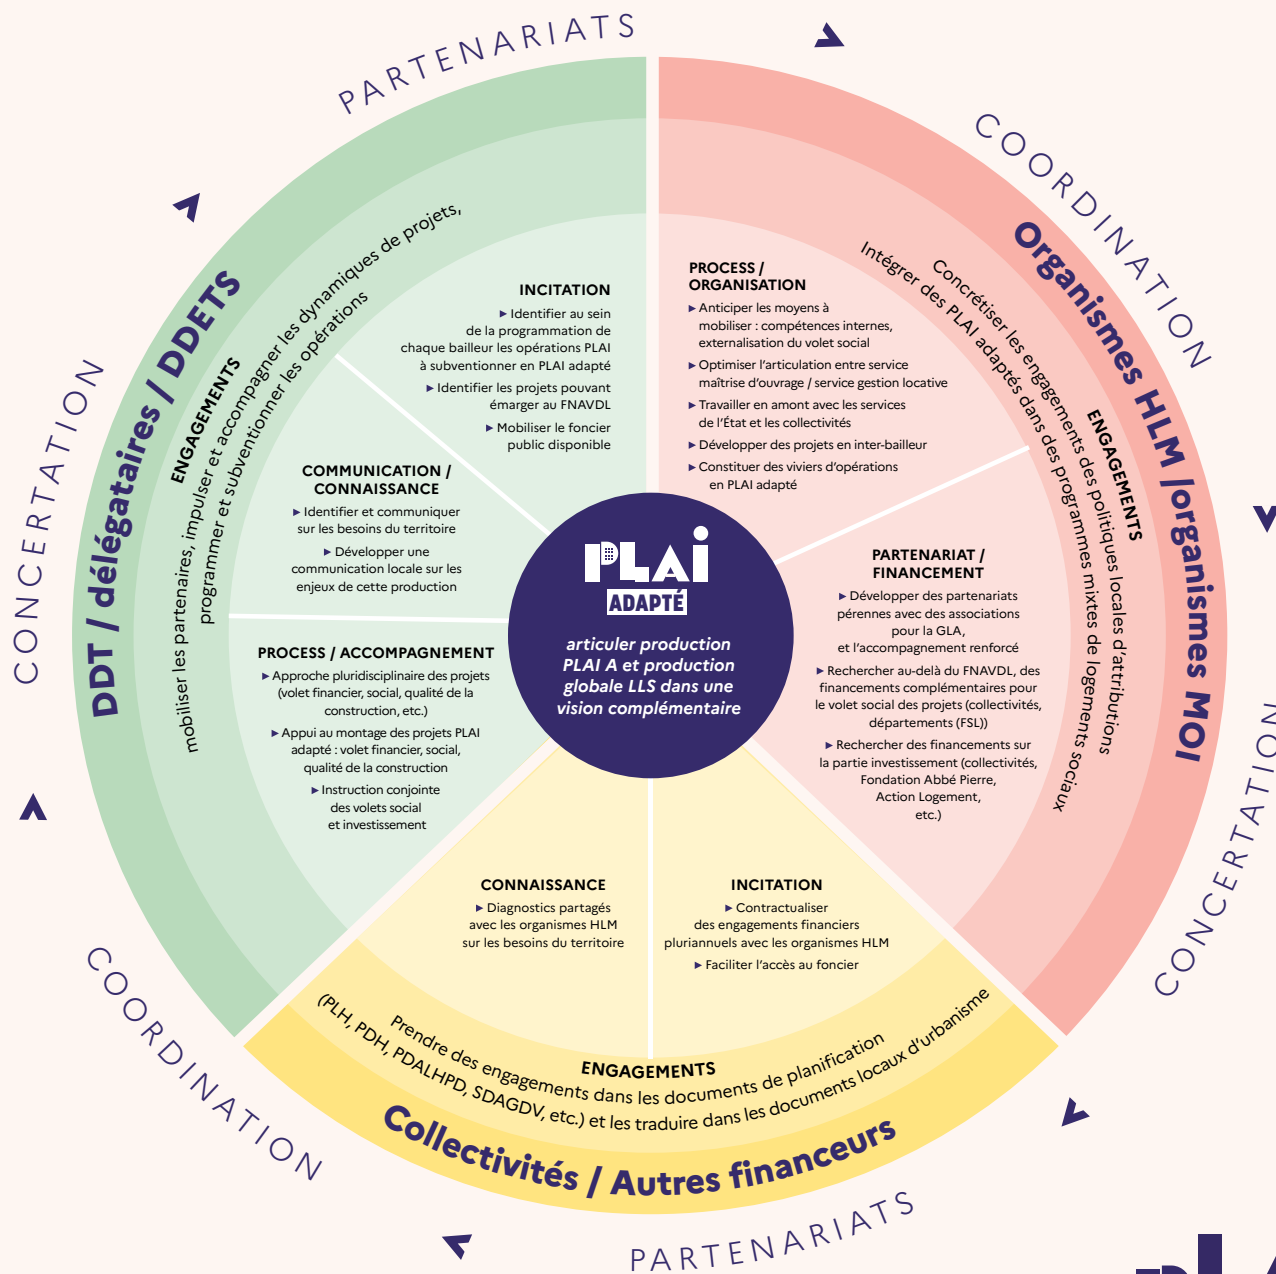 PARTENARIATS
COORDINATION
CONCERTATION
PARTENARIATS
COORDINATION
CONCERTATION
DDT / délégataires / DDETS
ENGAGEMENTS
mobiliser les partenaires, impulser et accompagner les dynamiques de projets,
programmer et subventionner les opérations
INCITATION
▶ Identifier au sein
de la programmation de
chaque bailleur les opérations PLAI
à subventionner en PLAI adapté
▶ Identifier les projets pouvant
émarger au FNAVDL
▶ Mobiliser le foncier
public disponible
COMMUNICATION /
CONNAISSANCE
▶ Identifier et communiquer
sur les besoins du territoire
▶ Développer une
communication locale sur les
enjeux de cette production
PROCESS / ACCOMPAGNEMENT
▶ Approche pluridisciplinaire des projets
(volet financier, social, qualité de la
construction, etc.)
▶ Appui au montage des projets PLAI
adapté : volet financier, social,
qualité de la construction
▶ Instruction conjointe
des volets social
et investissement
Organismes HLM /organismes MOI
ENGAGEMENTS
Concrétiser les engagements des politiques locales d'attributions
Intégrer des PLAI adaptés dans des programmes mixtes de logements sociaux
PROCESS /
ORGANISATION
▶ Anticiper les moyens à
mobiliser : compétences internes,
externalisation du volet social
▶ Optimiser l'articulation entre service
maîtrise d'ouvrage / service gestion locative
▶ Travailler en amont avec les services
de l'État et les collectivités
▶ Développer des projets en inter-bailleur
▶ Constituer des viviers d'opérations
en PLAI adapté
PARTENARIAT /
FINANCEMENT
▶ Développer des partenariats
pérennes avec des associations
pour la GLA,
et l'accompagnement renforcé
▶ Rechercher au-delà du FNAVDL, des
financements complémentaires pour
le volet social des projets (collectivités,
départements (FSL))
▶ Rechercher des financements sur
la partie investissement (collectivités,
Fondation Abbé Pierre,
Action Logement,
etc.)
PLAI
ADAPTÉ
articuler production
PLAI A et production
globale LLS dans une
vision complémentaire
CONNAISSANCE
▶ Diagnostics partagés
avec les organismes HLM
sur les besoins du territoire
INCITATION
▶ Contractualiser
des engagements financiers
pluriannuels avec les organismes HLM
▶ Faciliter l'accès au foncier
ENGAGEMENTS
Prendre des engagements dans les documents de planification
(PLH, PDH, PDALHPD, SDAGDV, etc.) et les traduire dans les documents locaux d'urbanisme
Collectivités / Autres financeurs